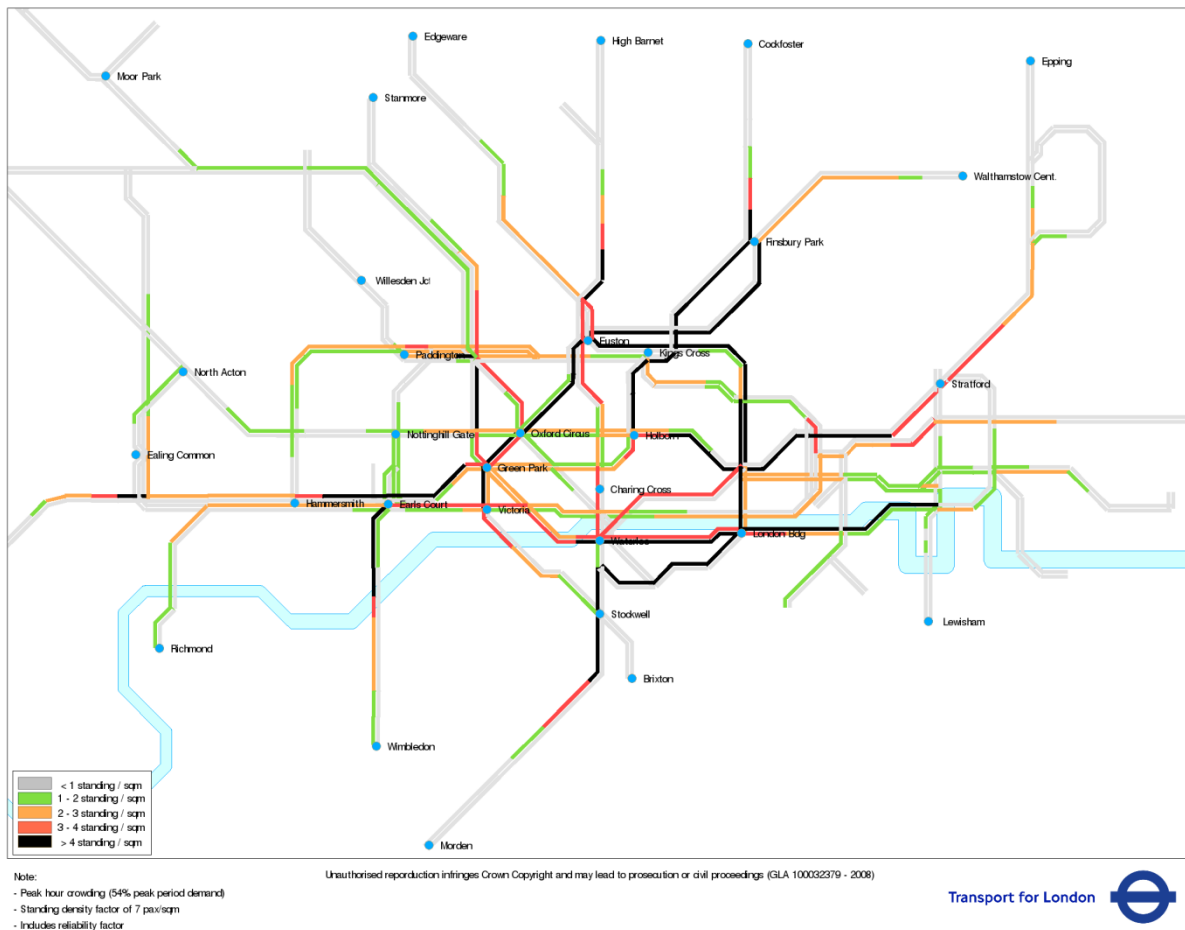 Edgeware
High Barnet
Cockfoster
Epping
Moor Park
Stanmore
Walthamstow Cent.
Finsbury Park
Willesden Jct
Euston
Kings Cross
Paddington
North Acton
Stratford
Nottinghill Gate
Oxford Circus
Holborn
Ealing Common
Green Park
Charing Cross
Hammersmith
Earls Court
Victoria
London Bdg
Waterloo
Stockwell
Lewisham
Richmond
Brixton
Wimbledon
Morden
< 1 standing / sqm
1 - 2 standing / sqm
2 - 3 standing / sqm
3 - 4 standing / sqm
> 4 standing / sqm
Note:
- Peak hour crowding (54% peak period demand)
- Standing density factor of 7 pax/sqm
- Includes reliability factor
Unauthorised reporduction infringes Crown Copyright and may lead to prosecution or civil proceedings (GLA 100032379 - 2008)
Transport for London